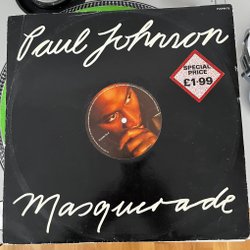 Paul Johnson
SPECIAL
PRICE
£1·99
Masquerade